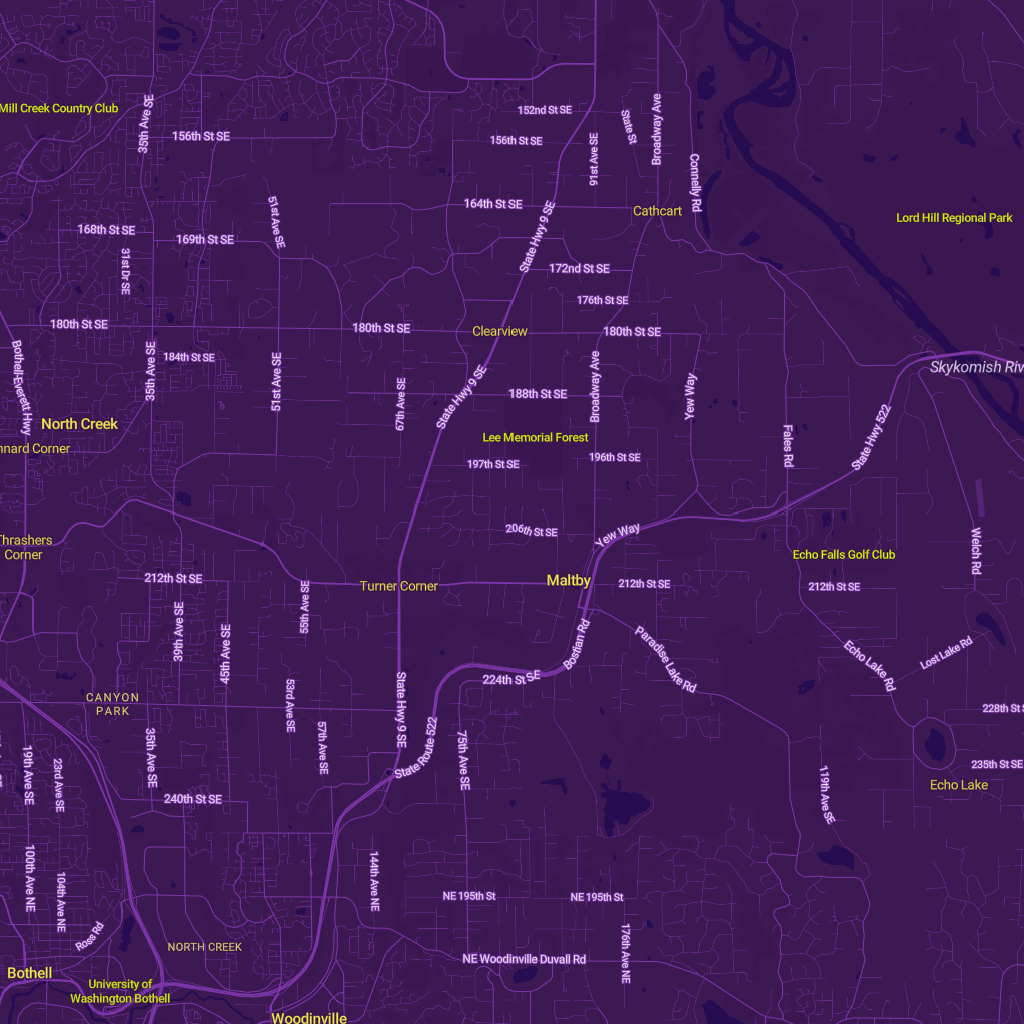 Mill Creek Country Club
35th Ave SE
156th St SE
152nd St SE
156th St SE
State St
Broadway Ave
91st Ave SE
Connelly Rd
164th St SE
Cathcart
Lord Hill Regional Park
51st Ave SE
168th St SE
169th St SE
31st Dr SE
State Hwy 9 SE
172nd St SE
176th St SE
180th St SE
180th St SE
Clearview
180th St SE
Bothell-Everett Hwy
35th Ave SE
184th St SE
51st Ave SE
67th Ave SE
State Hwy 9 SE
188th St SE
Broadway Ave
Yew Way
Skykomish Riv
North Creek
nnard Corner
Lee Memorial Forest
197th St SE
196th St SE
Fales Rd
State Hwy 522
Thrashers
Corner
206th St SE
Yew Way
Echo Falls Golf Club
Welch Rd
212th St SE
55th Ave SE
Turner Corner
Maltby
212th St SE
212th St SE
39th Ave SE
45th Ave SE
Bostian Rd
Paradise Lake Rd
Echo Lake Rd
Lost Lake Rd
CANYON
PARK
53rd Ave SE
State Hwy 9 SE
224th St SE
228th St S
35th Ave SE
57th Ave SE
State Route 522
75th Ave SE
19th Ave SE
23rd Ave SE
240th St SE
119th Ave SE
235th St SE
Echo Lake
100th Ave NE
104th Ave NE
144th Ave NE
NE 195th St
NE 195th St
Ross Rd
NORTH CREEK
176th Ave NE
NE Woodinville Duvall Rd
Bothell
University of
Washington Bothell
Woodinville